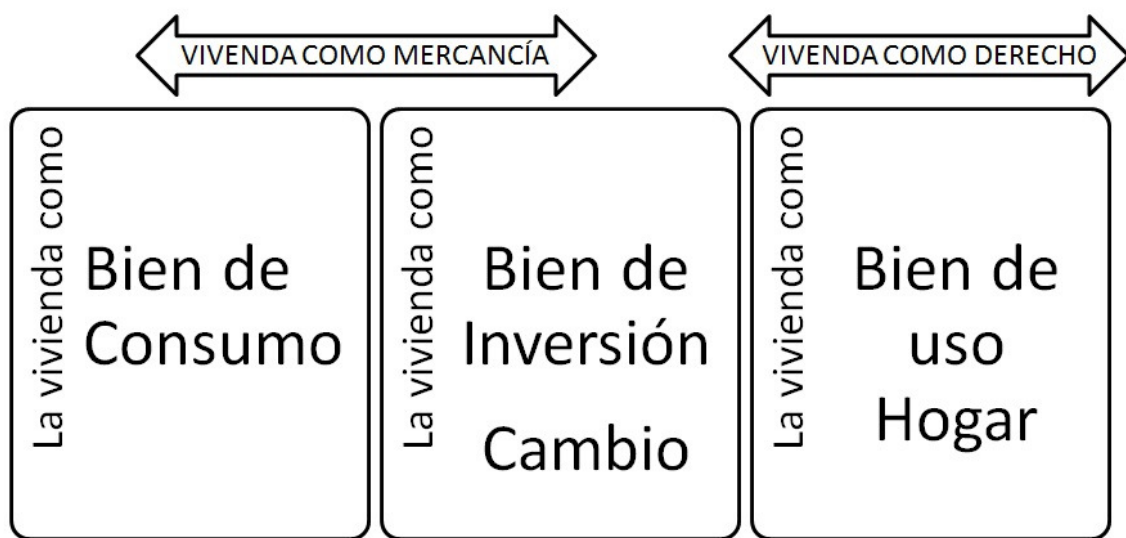 VIVENDA COMO MERCANCÍA
VIVENDA COMO DERECHO
La vivienda como
Bien de
Consumo
La vivienda como
Bien de
Inversión
Cambio
La vivienda como
Bien de
uso
Hogar